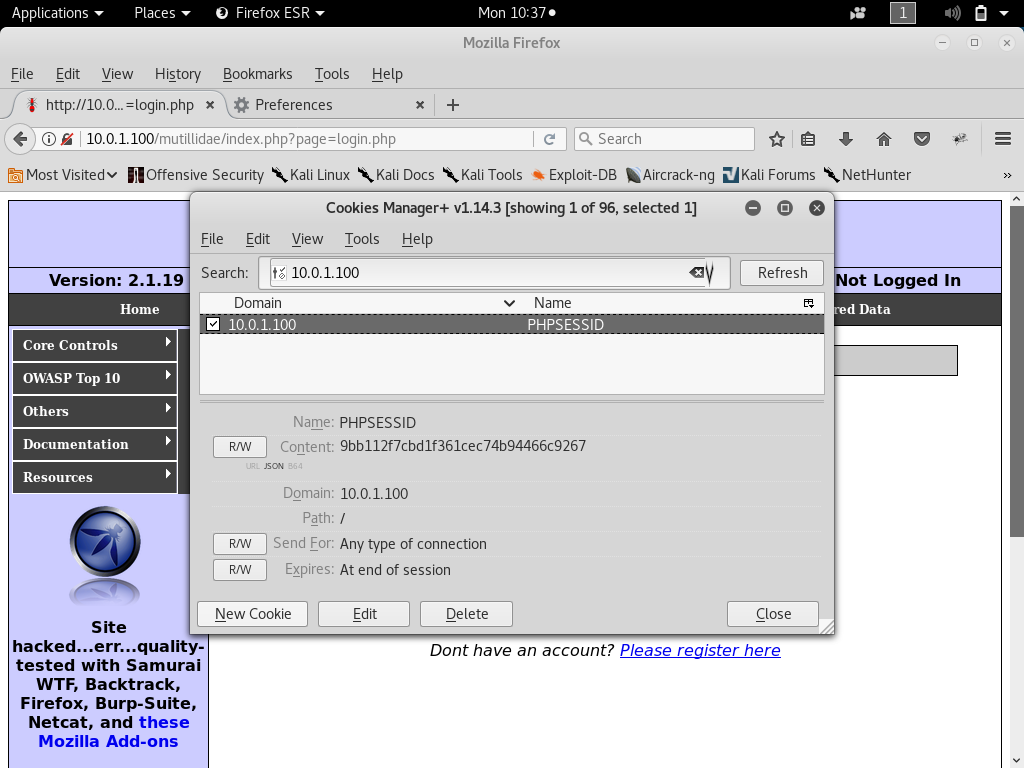 Applications Places Firefox ESR Mon 10:37 1
Mozilla Firefox
File Edit View History Bookmarks Tools Help
http://10.0...=login.php Preferences
10.0.1.100/mutillidae/index.php?page=login.php Search
Most Visited Offensive Security Kali Linux Kali Docs Kali Tools Exploit-DB Aircrack-ng Kali Forums NetHunter »
Cookies Manager+ v1.14.3 [showing 1 of 96, selected 1]
File Edit View Tools Help
Search: 10.0.1.100 Refresh
Domain Name
10.0.1.100 PHPSESSID
Name: PHPSESSID
R/W Content: 9bb112f7cbd1f361cec74b94466c9267
URL JSON B64
Domain: 10.0.1.100
Path: /
R/W Send For: Any type of connection
R/W Expires: At end of session
New Cookie Edit Delete Close
Version: 2.1.19 Not Logged In
Home red Data
Core Controls
OWASP Top 10
Others
Documentation
Resources
Site
hacked...err...quality-
tested with Samurai
WTF, Backtrack,
Firefox, Burp-Suite,
Netcat, and these
Mozilla Add-ons
Dont have an account? Please register here